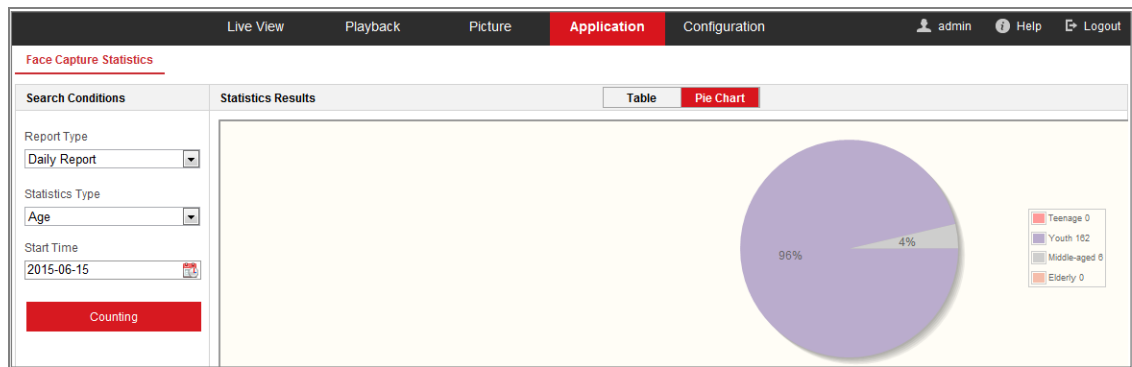 Live View Playback Picture Application Configuration admin Help Logout
Face Capture Statistics
Search Conditions
Statistics Results
Table Pie Chart
Report Type
Daily Report
Statistics Type
Age
Start Time
2015-06-15
Counting
96%
4%
Teenage 0
Youth 162
Middle-aged 6
Elderly 0